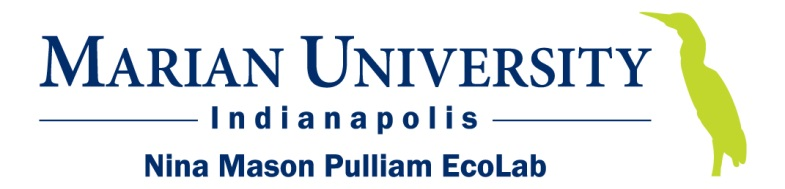 MARIAN UNIVERSITY
Indianapolis
Nina Mason Pulliam EcoLab